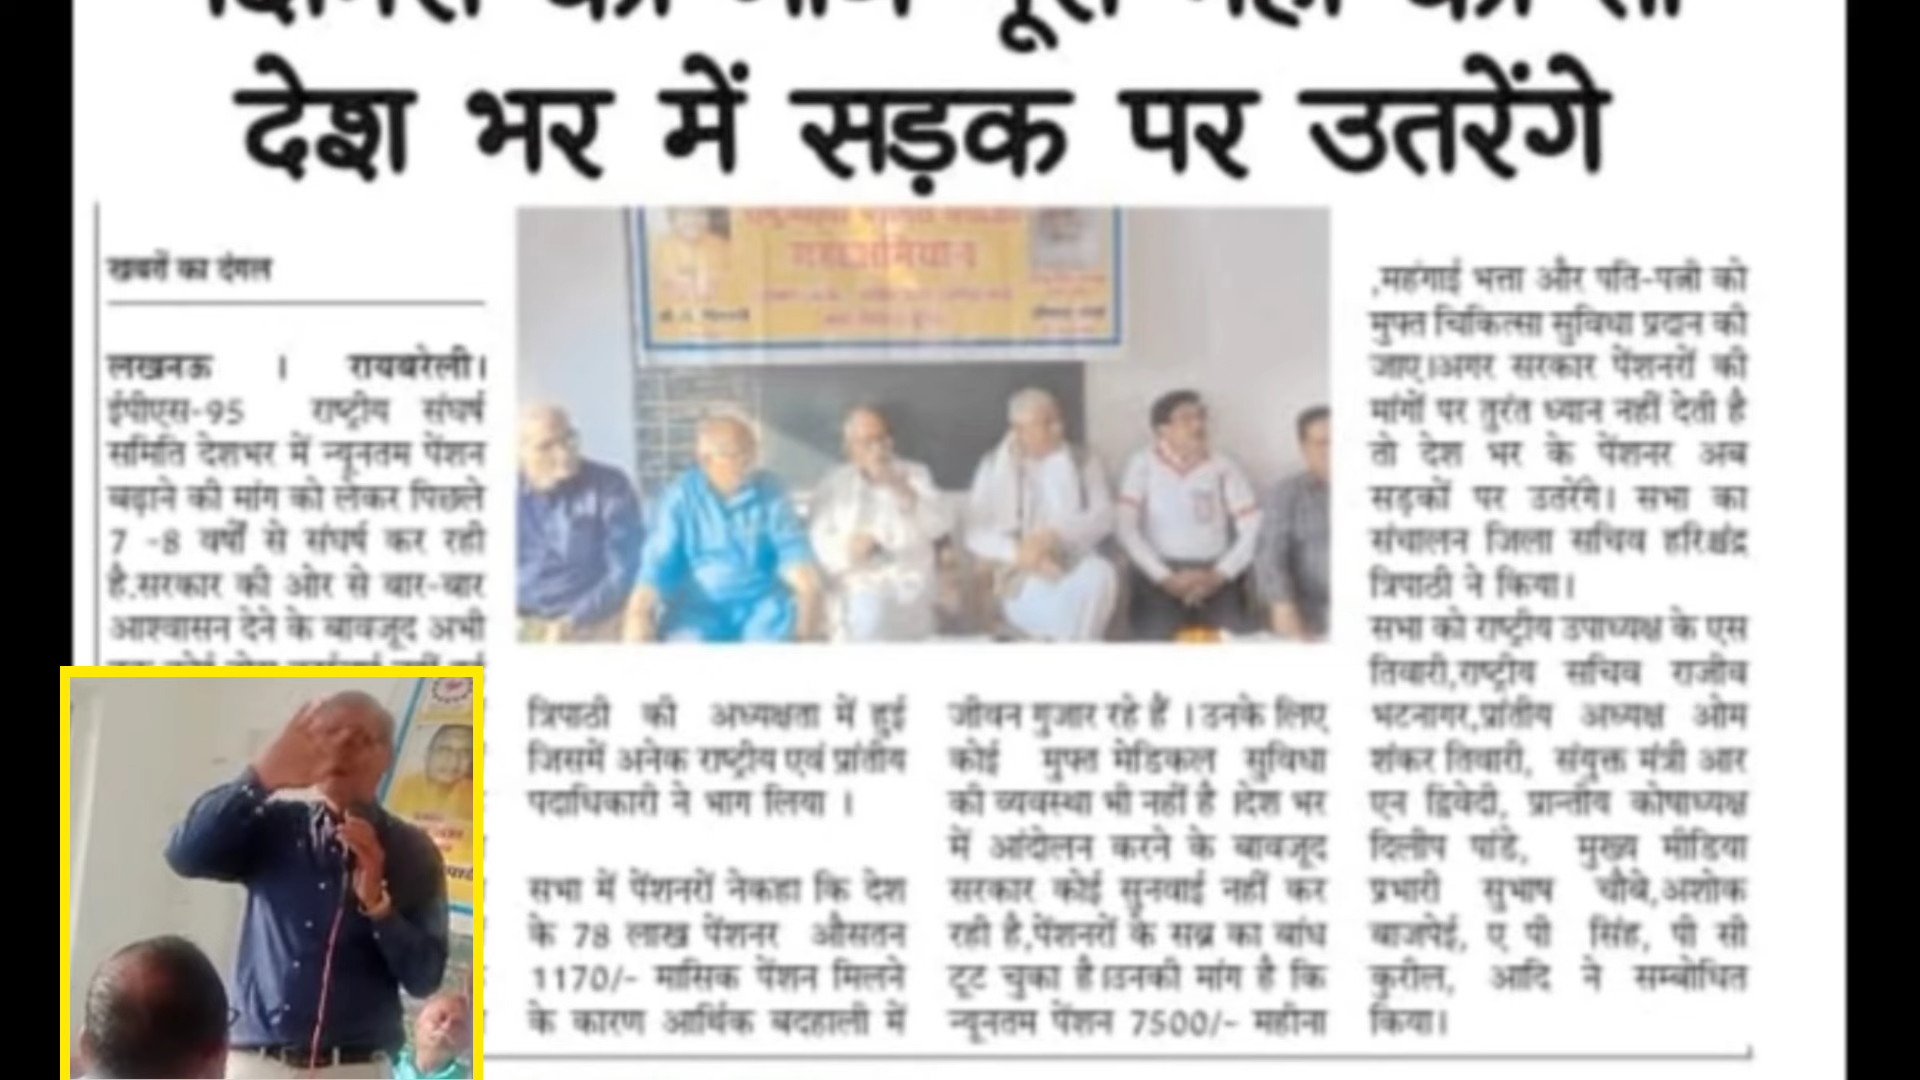 देश भर में सड़क पर उतरेंगे
खबरों का दंगल
लखनऊ । रायबरेली।
ईपीएस-95 राष्ट्रीय संघर्ष
समिति देशभर में न्यूनतम पेंशन
बढ़ाने की मांग को लेकर पिछले
7 -8 वर्षों से संघर्ष कर रही
है.सरकार की ओर से बार-बार
आश्वासन देने के बावजूद अभी
त्रिपाठी की अध्यक्षता में हुई
जिसमें अनेक राष्ट्रीय एवं प्रांतीय
पदाधिकारी ने भाग लिया ।
सभा में पेंशनरों नेकहा कि देश
के 78 लाख पेंशनर औसतन
1170/- मासिक पेंशन मिलने
के कारण आर्थिक बदहाली में
जीवन गुजार रहे हैं । उनके लिए
कोई मुफ्त मेडिकल सुविधा
की व्यवस्था भी नहीं है ।देश भर
में आंदोलन करने के बावजूद
सरकार कोई सुनवाई नहीं कर
रही है,पेंशनरों के सब्र का बांध
टूट चुका है।उनकी मांग है कि
न्यूनतम पेंशन 7500/- महीना
,महंगाई भत्ता और पति-पत्नी को
मुफ्त चिकित्सा सुविधा प्रदान की
जाए।अगर सरकार पेंशनरों की
मांगों पर तुरंत ध्यान नहीं देती है
तो देश भर के पेंशनर अब
सड़कों पर उतरेंगे। सभा का
संचालन जिला सचिव हरिश्चंद्र
त्रिपाठी ने किया।
सभा को राष्ट्रीय उपाध्यक्ष के एस
तिवारी,राष्ट्रीय सचिव राजीव
भटनागर,प्रांतीय अध्यक्ष ओम
शंकर तिवारी, संयुक्त मंत्री आर
एन द्विवेदी, प्रान्तीय कोषाध्यक्ष
दिलीप पांडे, मुख्य मीडिया
प्रभारी सुभाष चौबे,अशोक
बाजपेई, ए पी सिंह, पी सी
कुरील, आदि ने सम्बोधित
किया।